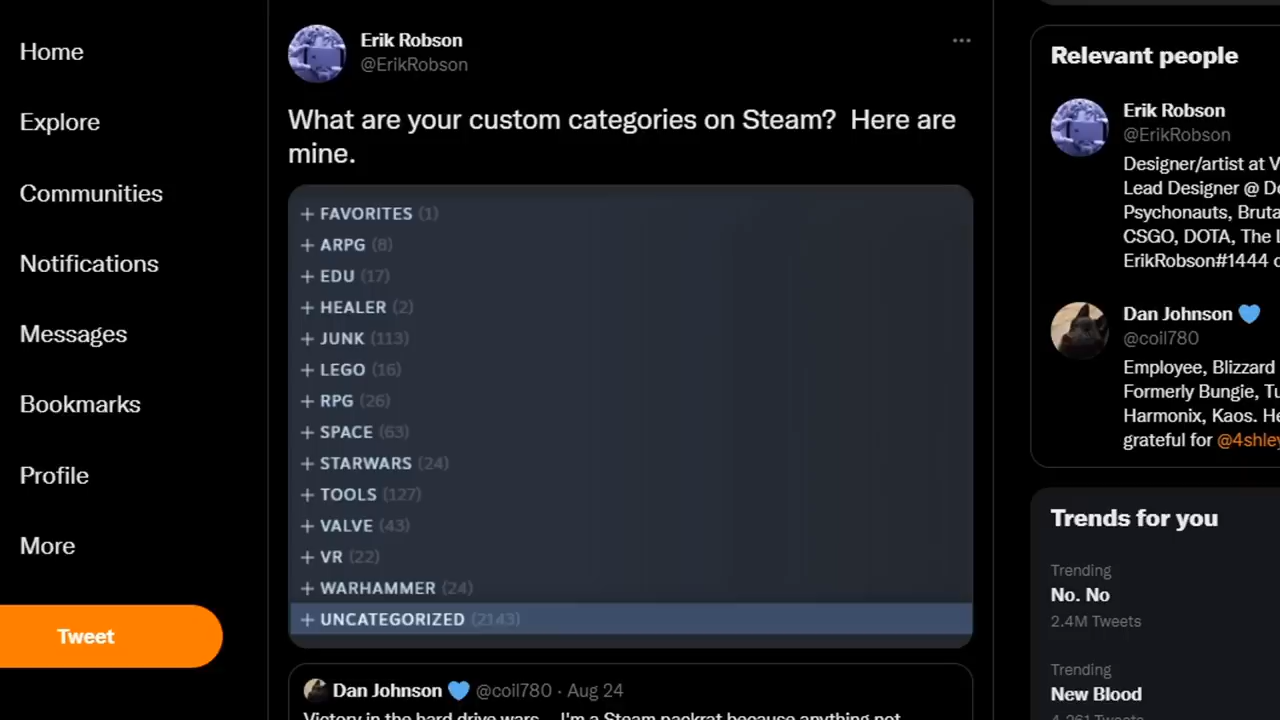 Home
Explore
Communities
Notifications
Messages
Bookmarks
Profile
More
Tweet
Erik Robson
@ErikRobson
What are your custom categories on Steam?  Here are
mine.
+ FAVORITES (1)
+ ARPG (8)
+ EDU (17)
+ HEALER (2)
+ JUNK (113)
+ LEGO (16)
+ RPG (26)
+ SPACE (63)
+ STARWARS (24)
+ TOOLS (127)
+ VALVE (43)
+ VR (22)
+ WARHAMMER (24)
+ UNCATEGORIZED (2143)
Dan Johnson 💙 @coil780 · Aug 24
Victory in the hard drive wars... I'm a Steam packrat because anything not
Relevant people
Erik Robson
@ErikRobson
Designer/artist at V
Lead Designer @ Do
Psychonauts, Bruta
CSGO, DOTA, The L
ErikRobson#1444
Dan Johnson 💙
@coil780
Employee, Blizzard
Formerly Bungie, Tu
Harmonix, Kaos. He
grateful for @4shley
Trends for you
Trending
No. No
2.4M Tweets
Trending
New Blood
4,261 Tweets